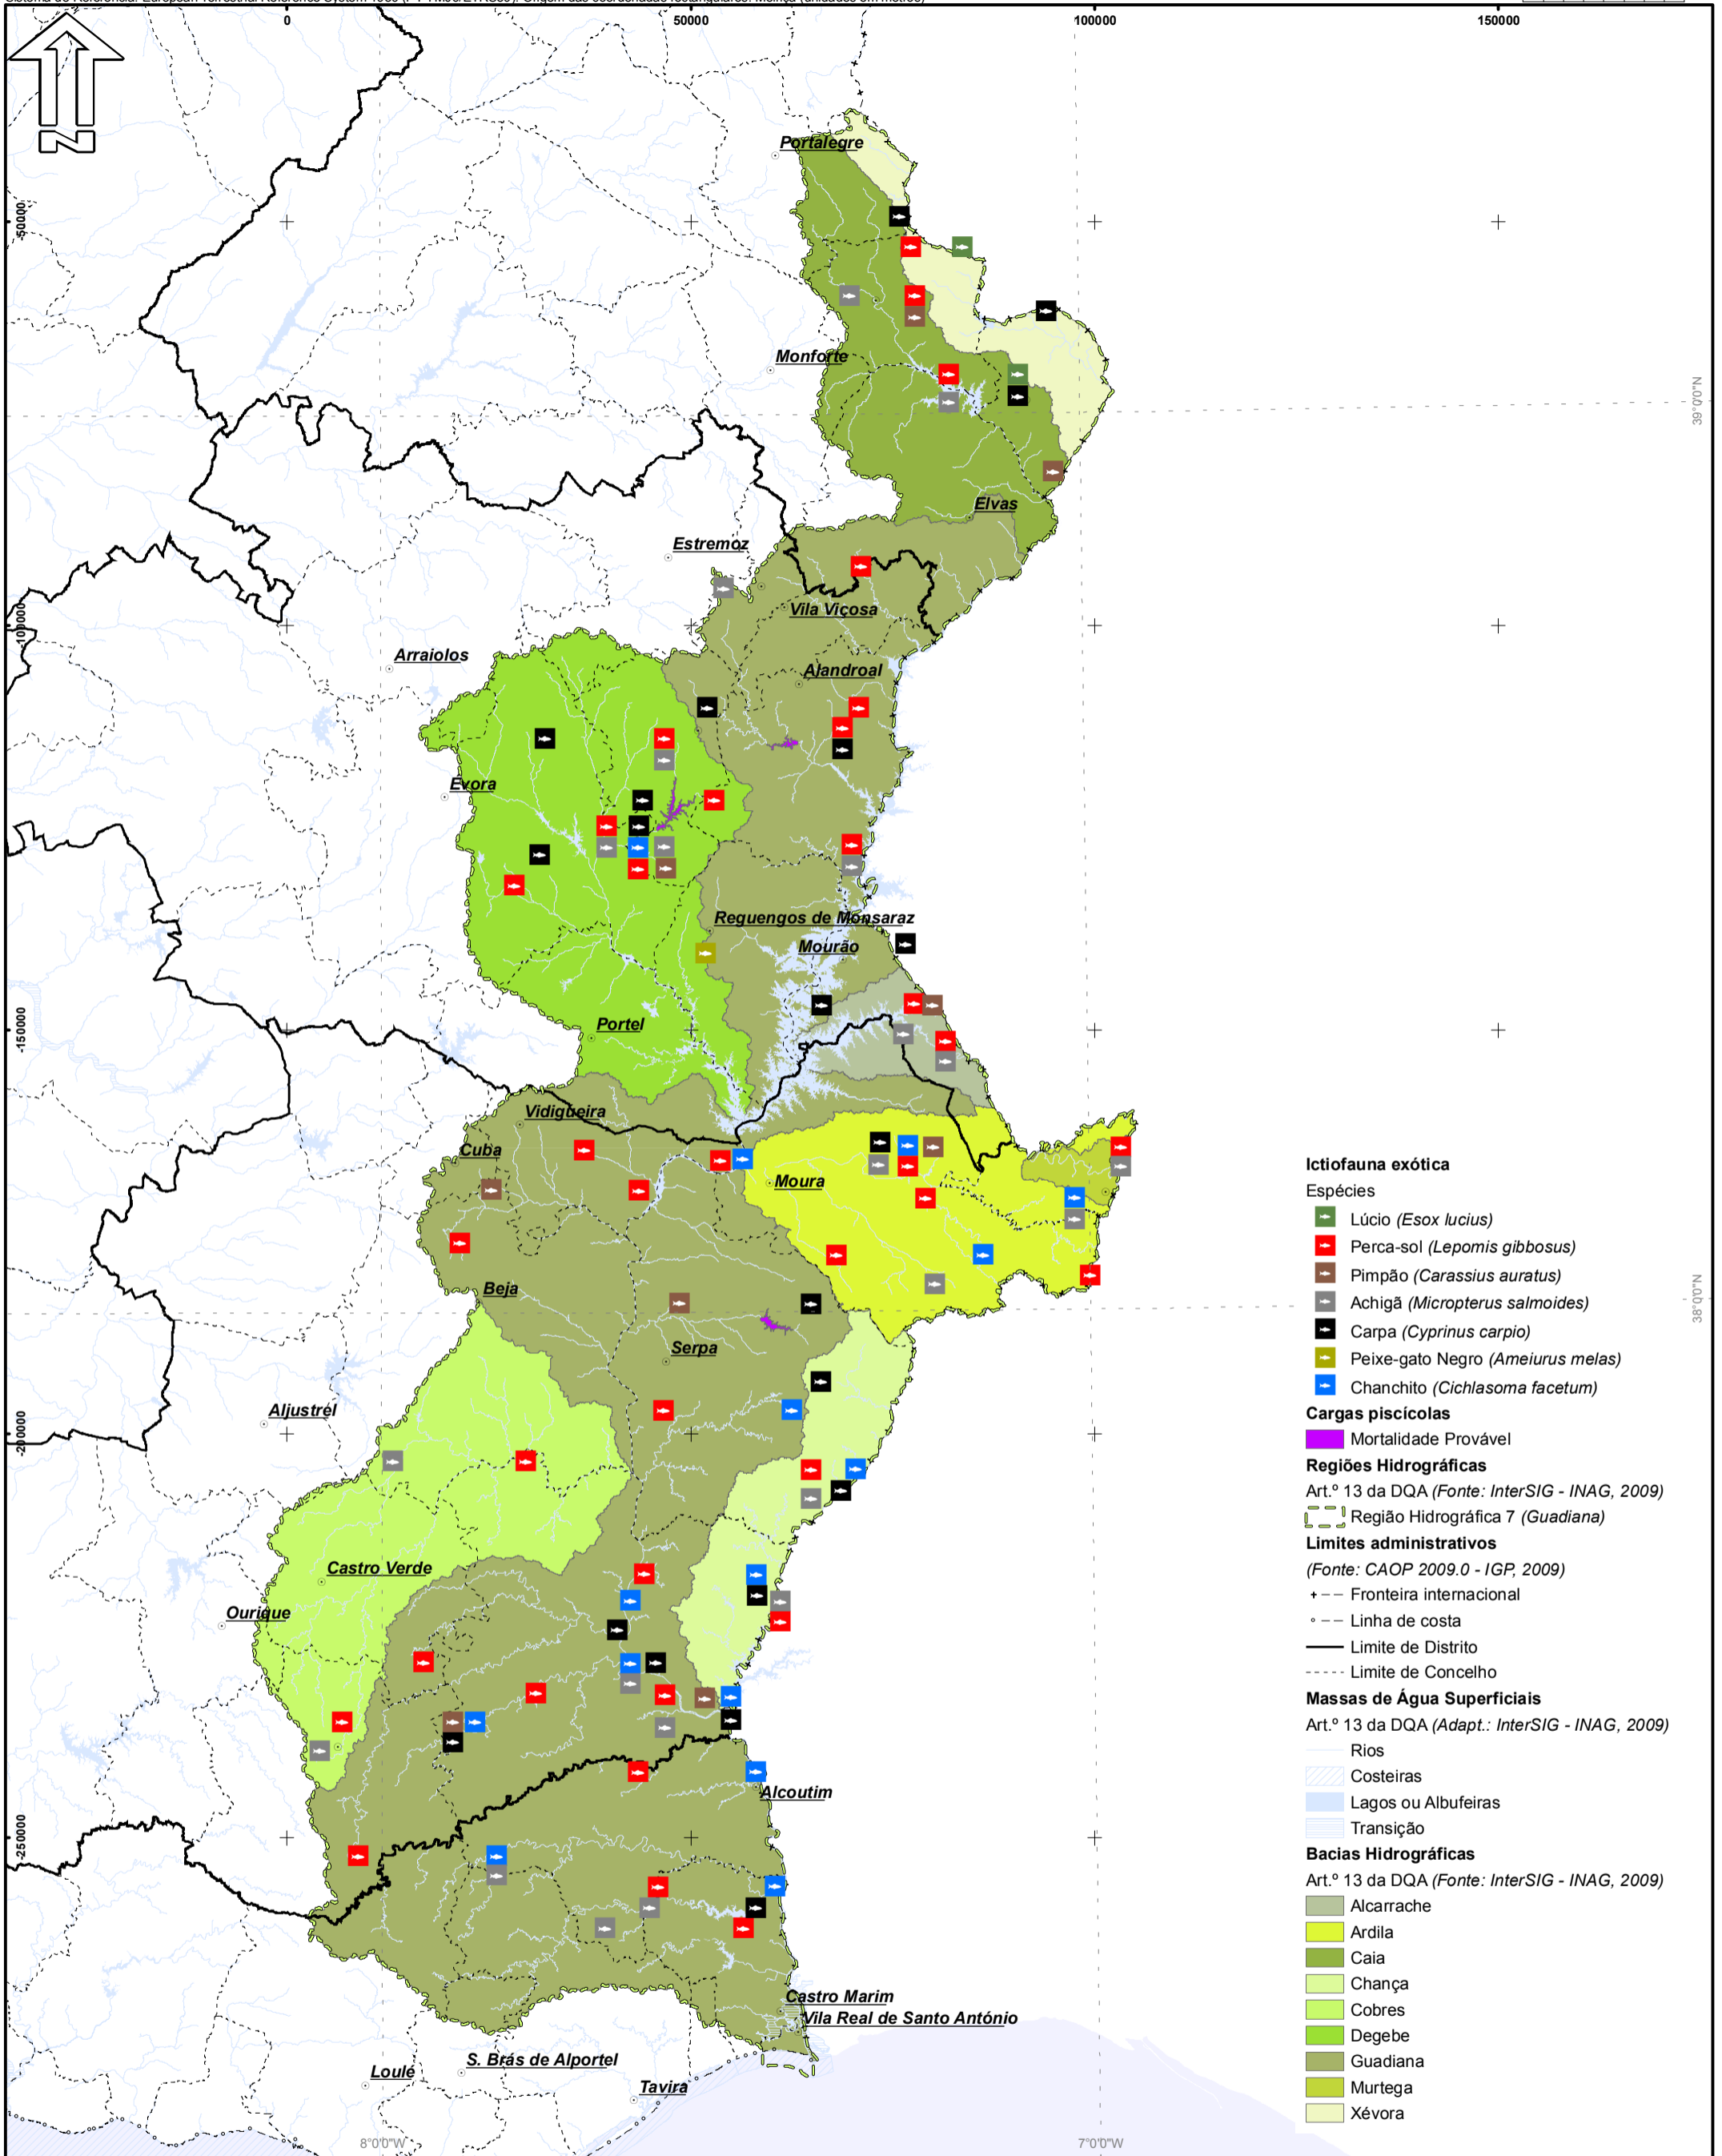 50000
100000
150000
-50000
Portalegre
Monforte
39°0'0"N
Elvas
Estremoz
-100000
Vila Viçosa
Arraiolos
Alandroal
Évora
Reguengos de Monsaraz
Mourão
-150000
Portel
Vidigueira
Cuba
Moura
Beja
38°0'0"N
Serpa
Aljustrel
-200000
Castro Verde
Ourique
Alcoutim
-250000
Castro Marim
Vila Real de Santo António
S. Brás de Alportel
Loulé
Tavira
8°0'0"W
7°0'0"W
N
Ictiofauna exótica
Espécies
Lúcio (Esox lucius)
Perca-sol (Lepomis gibbosus)
Pimpão (Carassius auratus)
Achigã (Micropterus salmoides)
Carpa (Cyprinus carpio)
Peixe-gato Negro (Ameiurus melas)
Chanchito (Cichlasoma facetum)
Cargas piscícolas
Mortalidade Provável
Regiões Hidrográficas
Art.º 13 da DQA (Fonte: InterSIG - INAG, 2009)
Região Hidrográfica 7 (Guadiana)
Limites administrativos
(Fonte: CAOP 2009.0 - IGP, 2009)
Fronteira internacional
Linha de costa
Limite de Distrito
Limite de Concelho
Massas de Água Superficiais
Art.º 13 da DQA (Adapt.: InterSIG - INAG, 2009)
Rios
Costeiras
Lagos ou Albufeiras
Transição
Bacias Hidrográficas
Art.º 13 da DQA (Fonte: InterSIG - INAG, 2009)
Alcarrache
Ardila
Caia
Chança
Cobres
Degebe
Guadiana
Murtega
Xévora